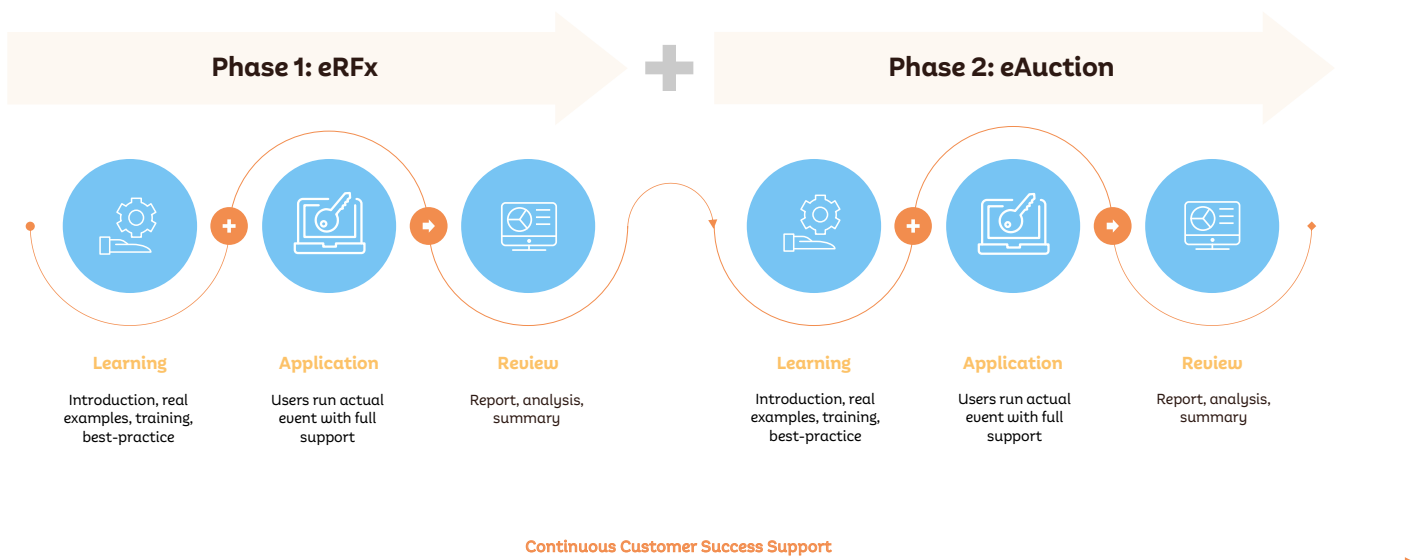 Phase 1: eRFx
Phase 2: eAuction
Learning
Introduction, real
examples, training,
best-practice
Application
Users run actual
event with full
support
Review
Report, analysis,
summary
Learning
Introduction, real
examples, training,
best-practice
Application
Users run actual
event with full
support
Review
Report, analysis,
summary
Continuous Customer Success Support